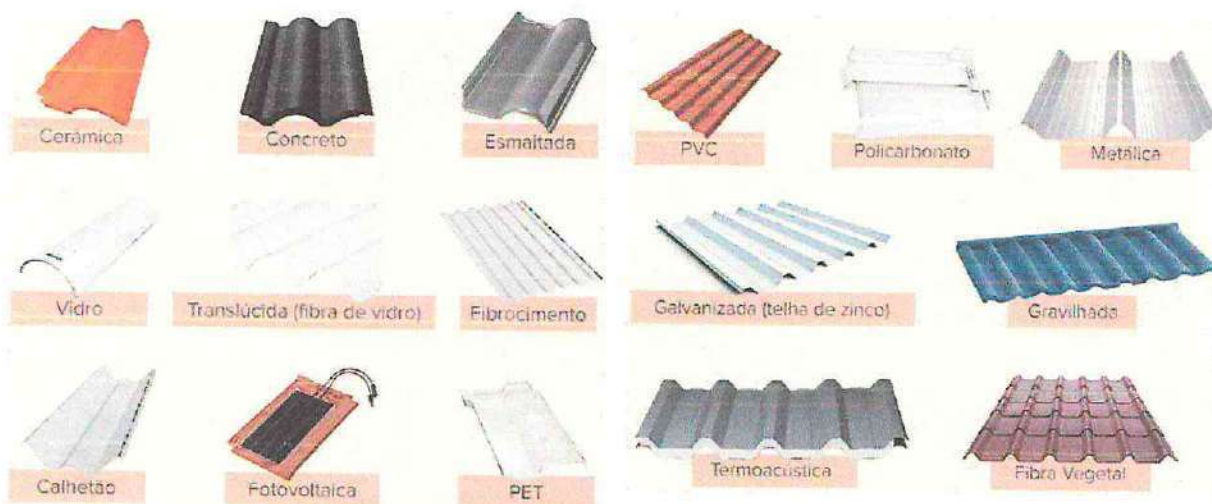 Cerâmica
Concreto
Esmaltada
PVC
Policarbonato
Metálica
Vidro
Translúcida (fibra de vidro)
Fibrocimento
Galvanizada (telha de zinco)
Gravilhada
Calhetão
Fotovoltaica
PET
Termoacústica
Fibra Vegetal